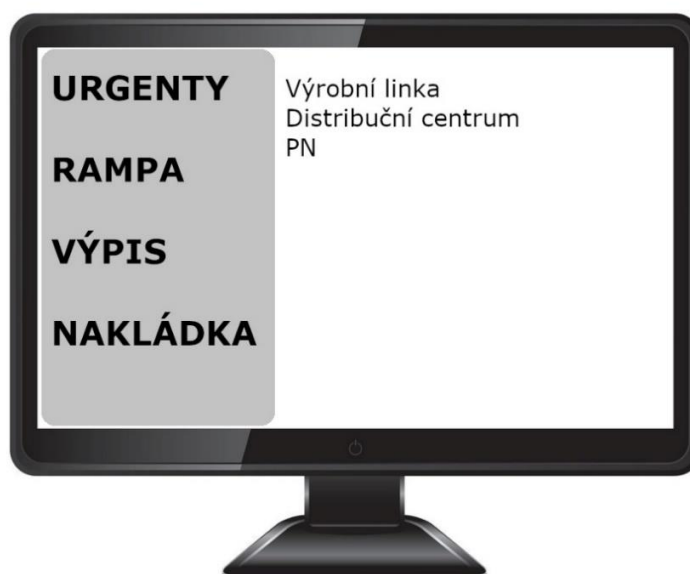 URGENTY
RAMPA
VÝPIS
NAKLÁDKA
Výrobní linka
Distribuční centrum
PN